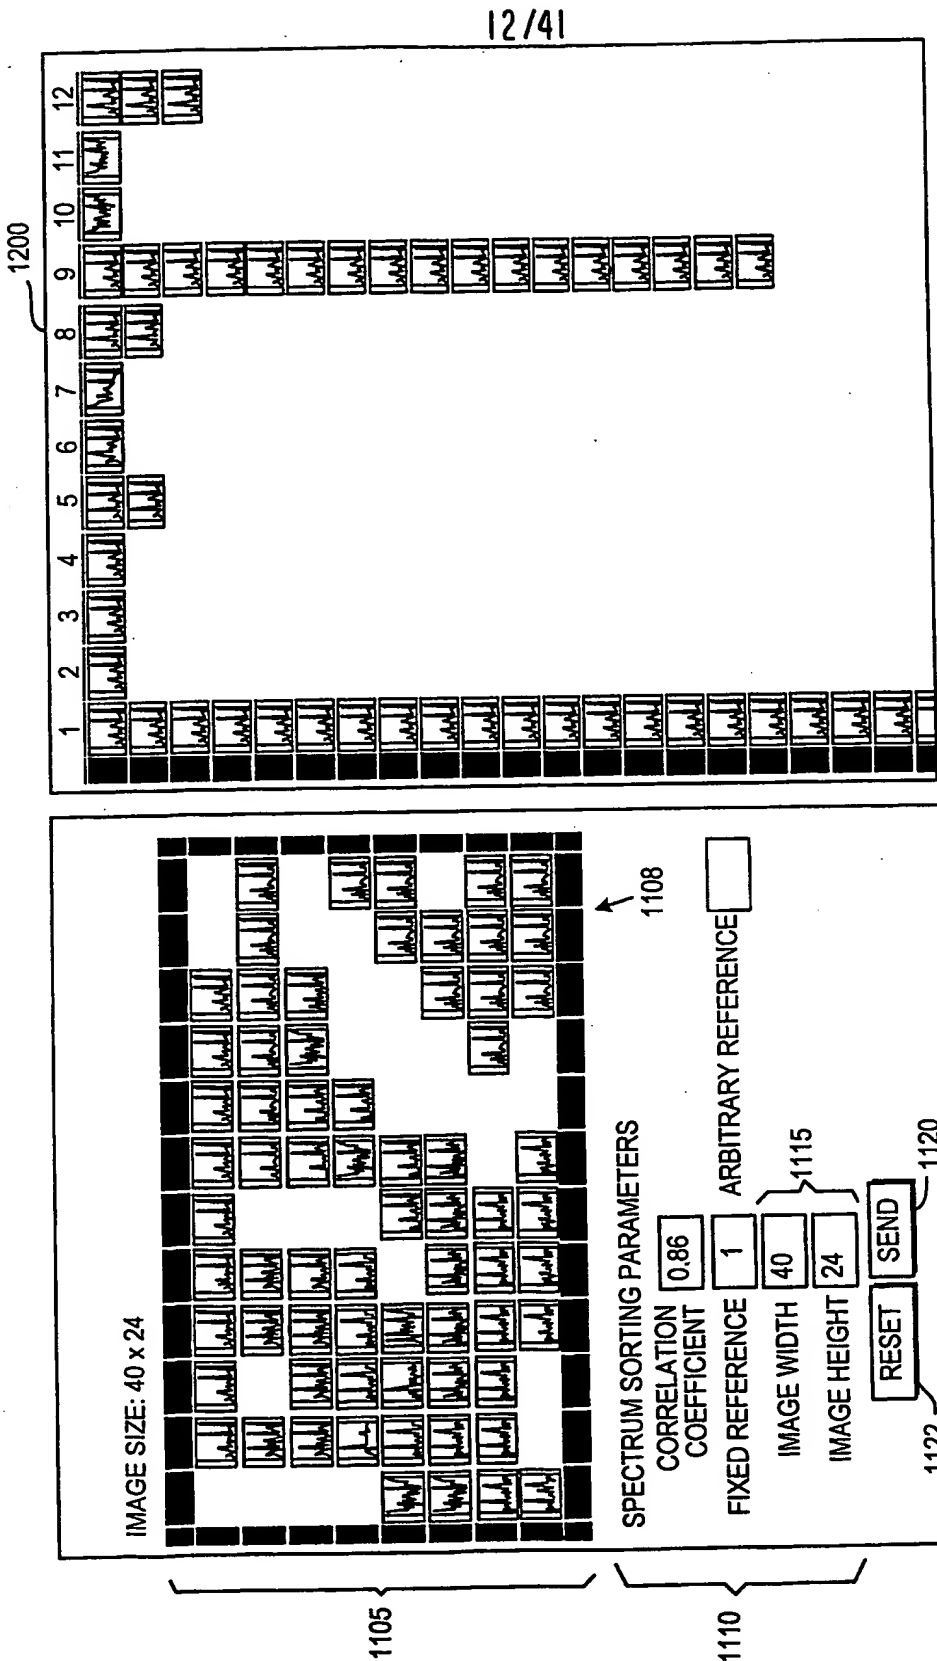 12/41
1200
1 2 3 4 5 6 7 8 9 10 11 12
IMAGE SIZE: 40 x 24
1105
1108
SPECTRUM SORTING PARAMETERS
CORRELATION
COEFFICIENT
0.86
FIXED REFERENCE
1
ARBITRARY REFERENCE
IMAGE WIDTH
40
IMAGE HEIGHT
24
1115
1110
RESET
SEND
1120
1122